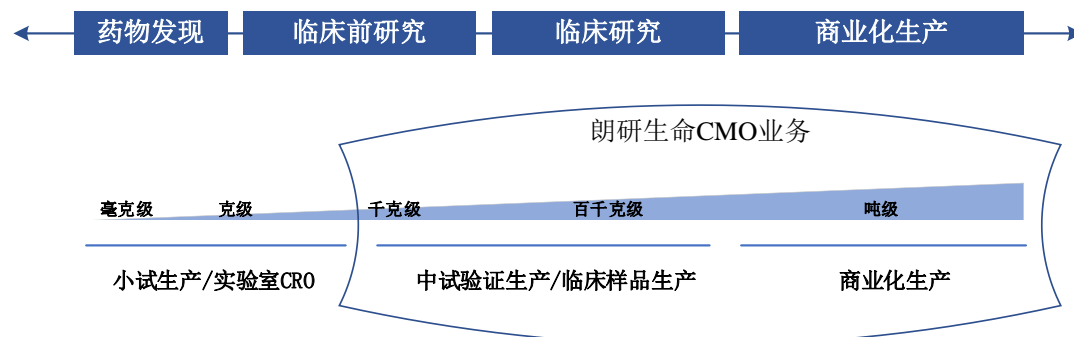 药物发现 临床前研究 临床研究 商业化生产
朗研生命CMO业务
毫克级 克级 千克级 百千克级 吨级
小试生产/实验室CRO 中试验证生产/临床样品生产 商业化生产